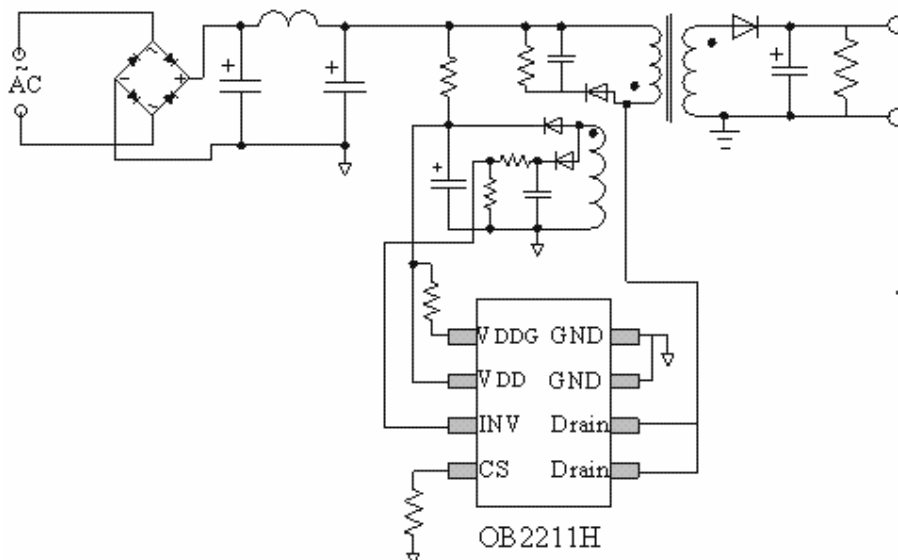 AC
VDDG GND
VDD GND
INV Drain
CS Drain
OB2211H